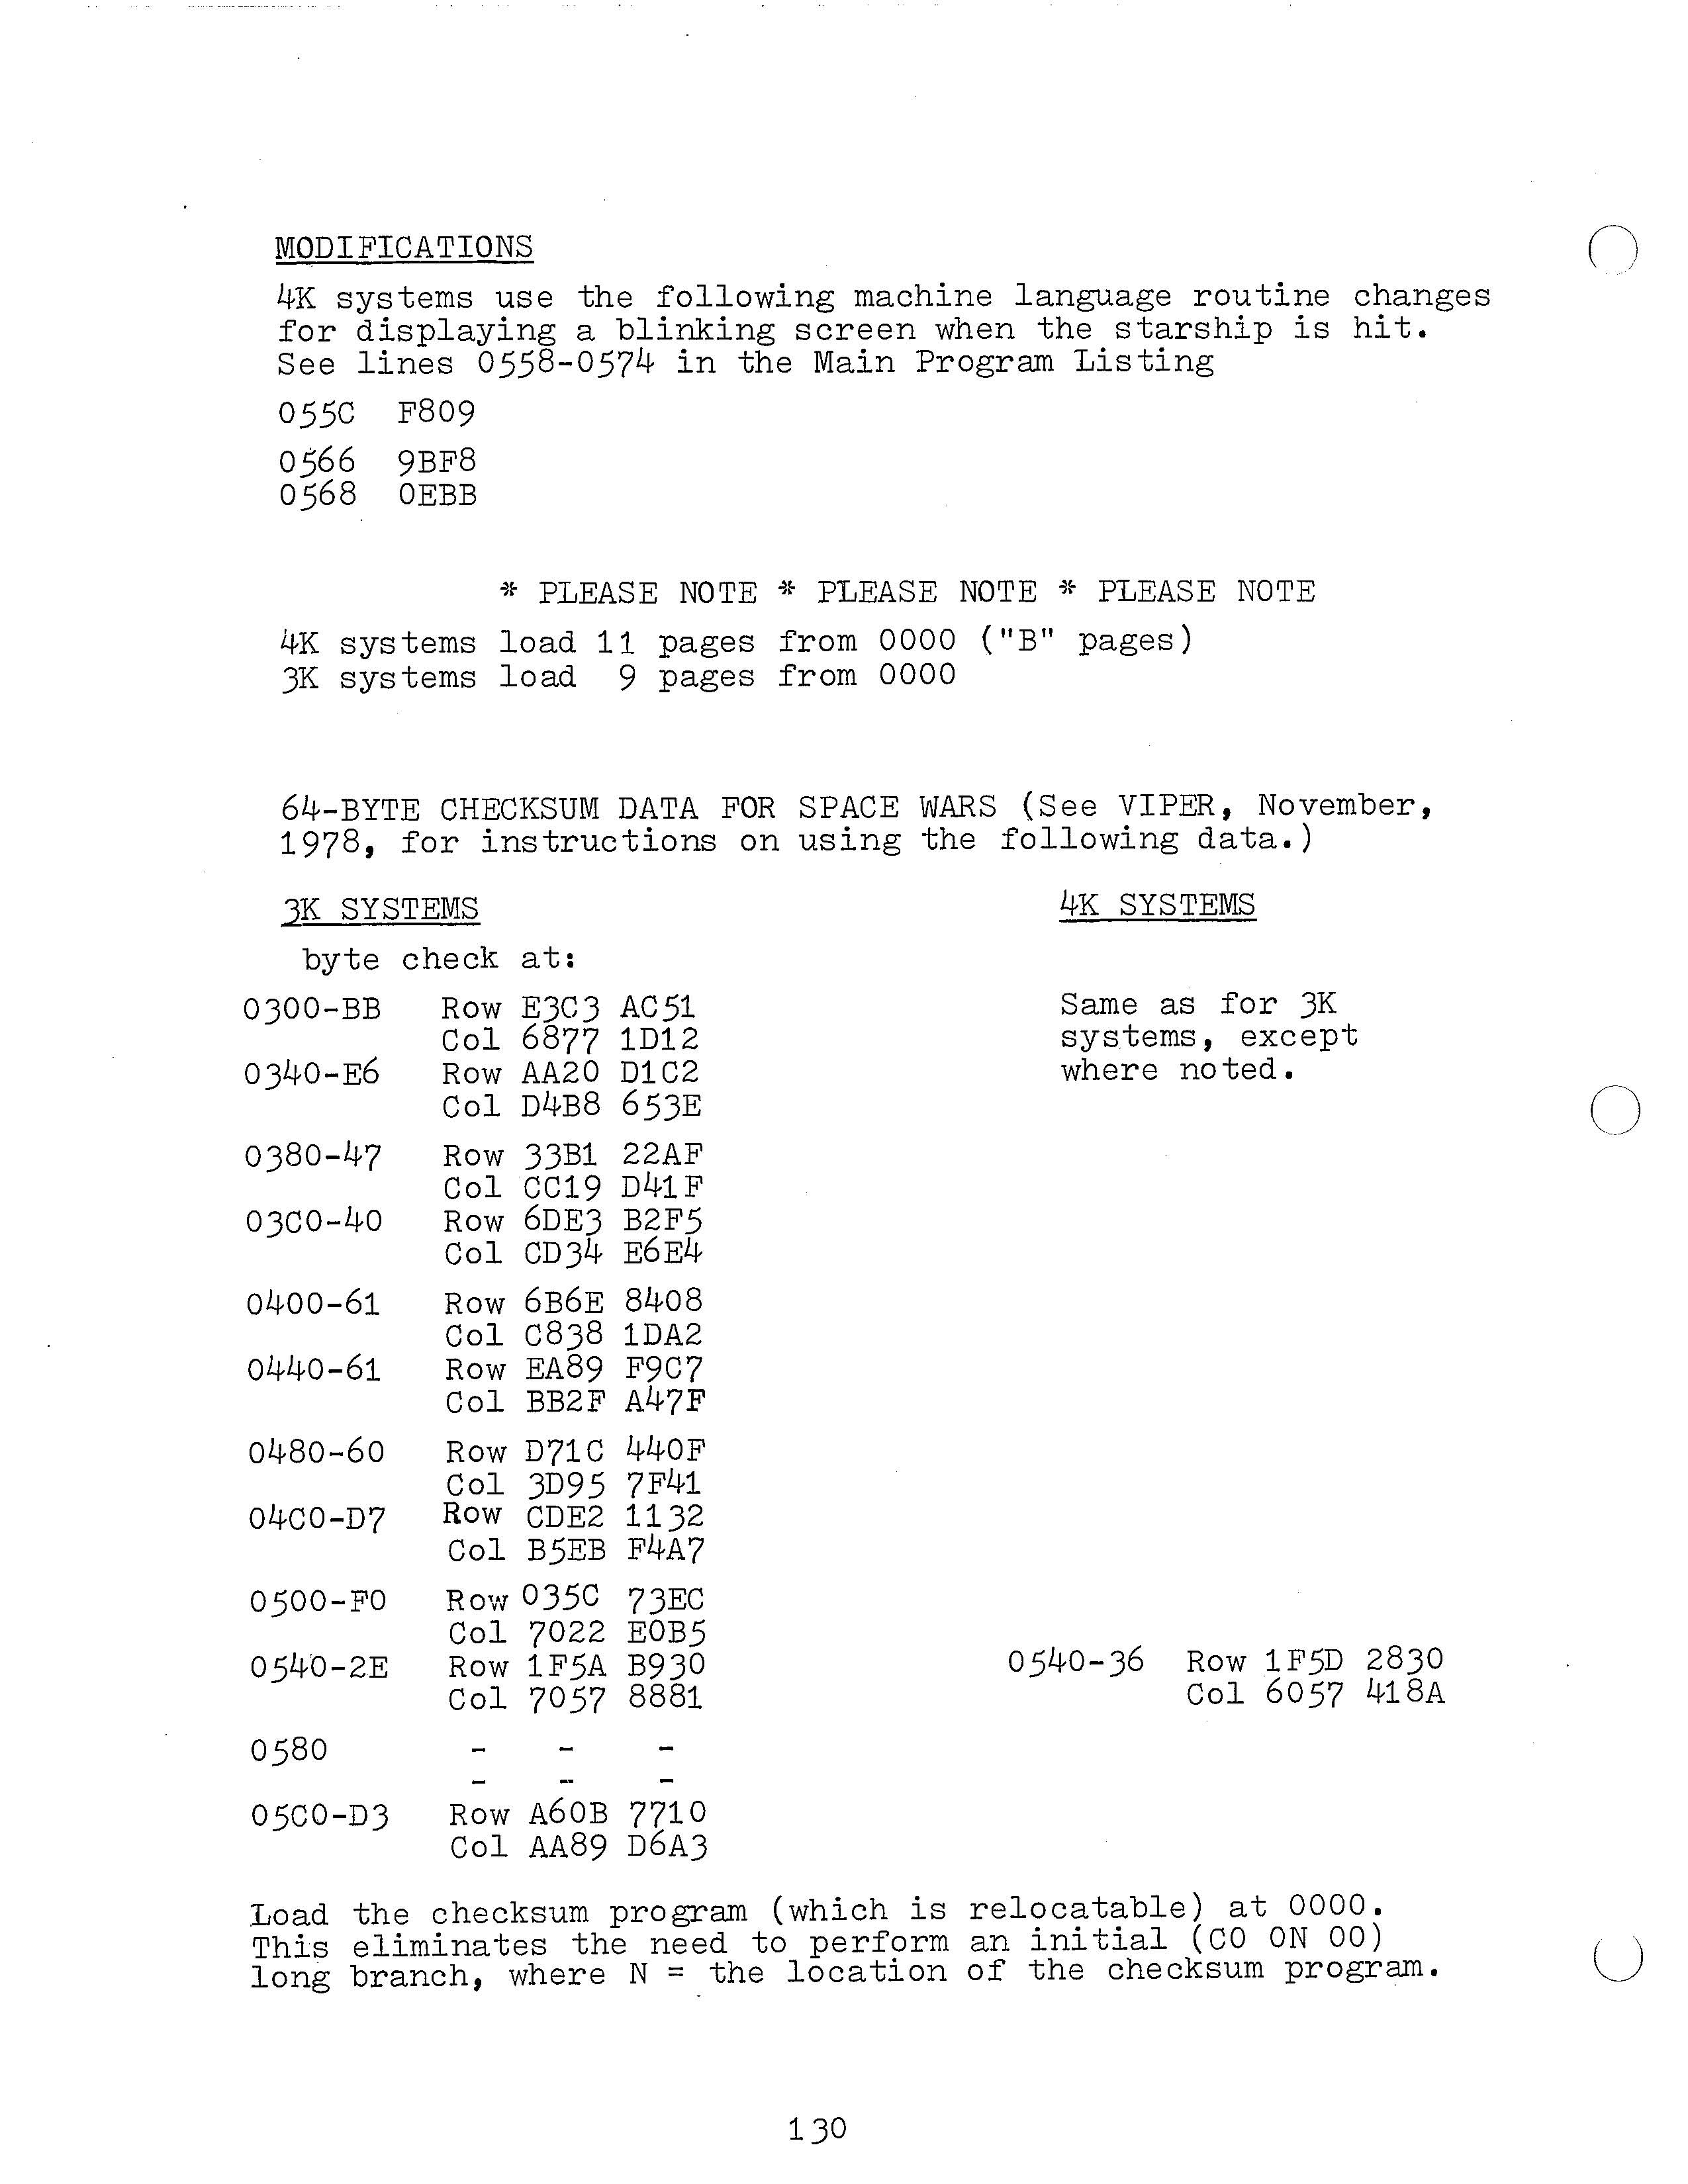 MODIFICATIONS
4K systems use the following machine language routine changes
for displaying a blinking screen when the starship is hit.
See lines 0558-0574 in the Main Program Listing
055C F809
0566 9BF8
0568 0EBB
* PLEASE NOTE * PLEASE NOTE * PLEASE NOTE
4K systems load 11 pages from 0000 ("B" pages)
3K systems load 9 pages from 0000
64-BYTE CHECKSUM DATA FOR SPACE WARS (See VIPER, November,
1978, for instructions on using the following data.)
3K SYSTEMS
byte check at:
0300-BB Row E3C3 AC51
Col 6877 1D12
0340-E6 Row AA20 D1C2
Col D4B8 653E
0380-47 Row 33B1 22AF
Col CC19 D41F
03C0-40 Row 6DE3 B2F5
Col CD34 E6E4
0400-61 Row 6B6E 8408
Col C838 1DA2
0440-61 Row EA89 F9C7
Col BB2F A47F
0480-60 Row D71C 440F
Col 3D95 7F41
04C0-D7 Row CDE2 1132
Col B5EB F4A7
0500-F0 Row 035C 73EC
Col 7022 E0B5
0540-2E Row 1F5A B930
Col 7057 8881
0580 - - -
- - -
05C0-D3 Row A60B 7710
Col AA89 D6A3
4K SYSTEMS
Same as for 3K
systems, except
where noted.
0540-36 Row 1F5D 2830
Col 6057 418A
Load the checksum program (which is relocatable) at 0000.
This eliminates the need to perform an initial (C0 0N 00)
long branch, where N = the location of the checksum program.
130